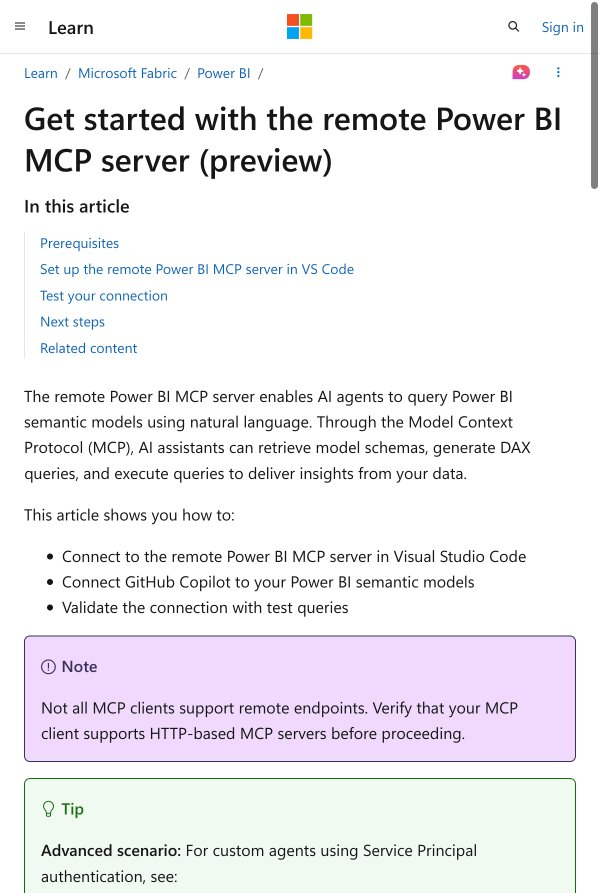 Learn
Sign in
Learn / Microsoft Fabric / Power BI /
Get started with the remote Power BI
MCP server (preview)
In this article
Prerequisites
Set up the remote Power BI MCP server in VS Code
Test your connection
Next steps
Related content
The remote Power BI MCP server enables AI agents to query Power BI
semantic models using natural language. Through the Model Context
Protocol (MCP), AI assistants can retrieve model schemas, generate DAX
queries, and execute queries to deliver insights from your data.
This article shows you how to:
• Connect to the remote Power BI MCP server in Visual Studio Code
• Connect GitHub Copilot to your Power BI semantic models
• Validate the connection with test queries
Note
Not all MCP clients support remote endpoints. Verify that your MCP
client supports HTTP-based MCP servers before proceeding.
Tip
Advanced scenario: For custom agents using Service Principal
authentication, see: